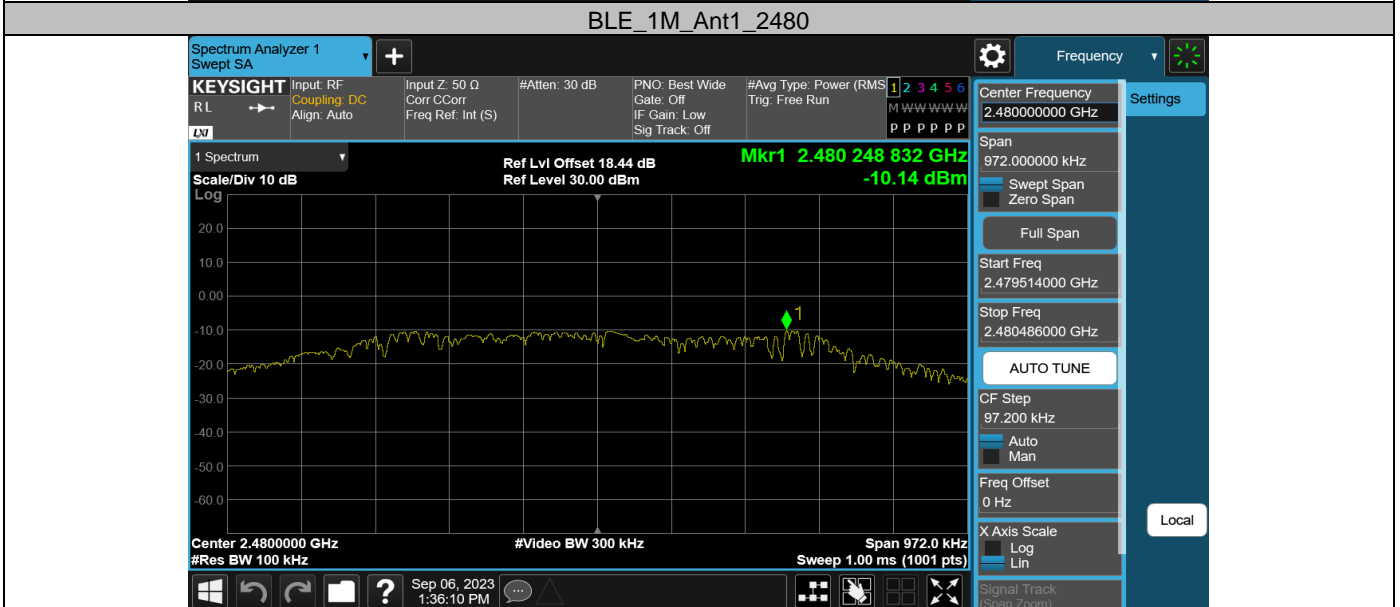 BLE_1M_Ant1_2480
Spectrum Analyzer 1
Swept SA
Frequency
KEYSIGHT
R L
LXI
Input: RF
Coupling: DC
Align: Auto
Input Z: 50 Ω
Corr CCorr
Freq Ref: Int (S)
#Atten: 30 dB
PNO: Best Wide
Gate: Off
IF Gain: Low
Sig Track: Off
#Avg Type: Power (RMS
Trig: Free Run
1 2 3 4 5 6
M W W W W W
P P P P P P
1 Spectrum
Scale/Div 10 dB
Log
Ref Lvl Offset 18.44 dB
Ref Level 30.00 dBm
Mkr1 2.480 248 832 GHz
-10.14 dBm
20.0
10.0
0.00
-10.0
-20.0
-30.0
-40.0
-50.0
-60.0
1
Center 2.4800000 GHz
#Res BW 100 kHz
#Video BW 300 kHz
Span 972.0 kHz
Sweep 1.00 ms (1001 pts)
Sep 06, 2023
1:36:10 PM
Center Frequency
2.480000000 GHz
Span
972.000000 kHz
Swept Span
Zero Span
Full Span
Start Freq
2.479514000 GHz
Stop Freq
2.480486000 GHz
AUTO TUNE
CF Step
97.200 kHz
Auto
Man
Freq Offset
0 Hz
X Axis Scale
Log
Lin
Signal Track
(Span Zoom)
Settings
Local